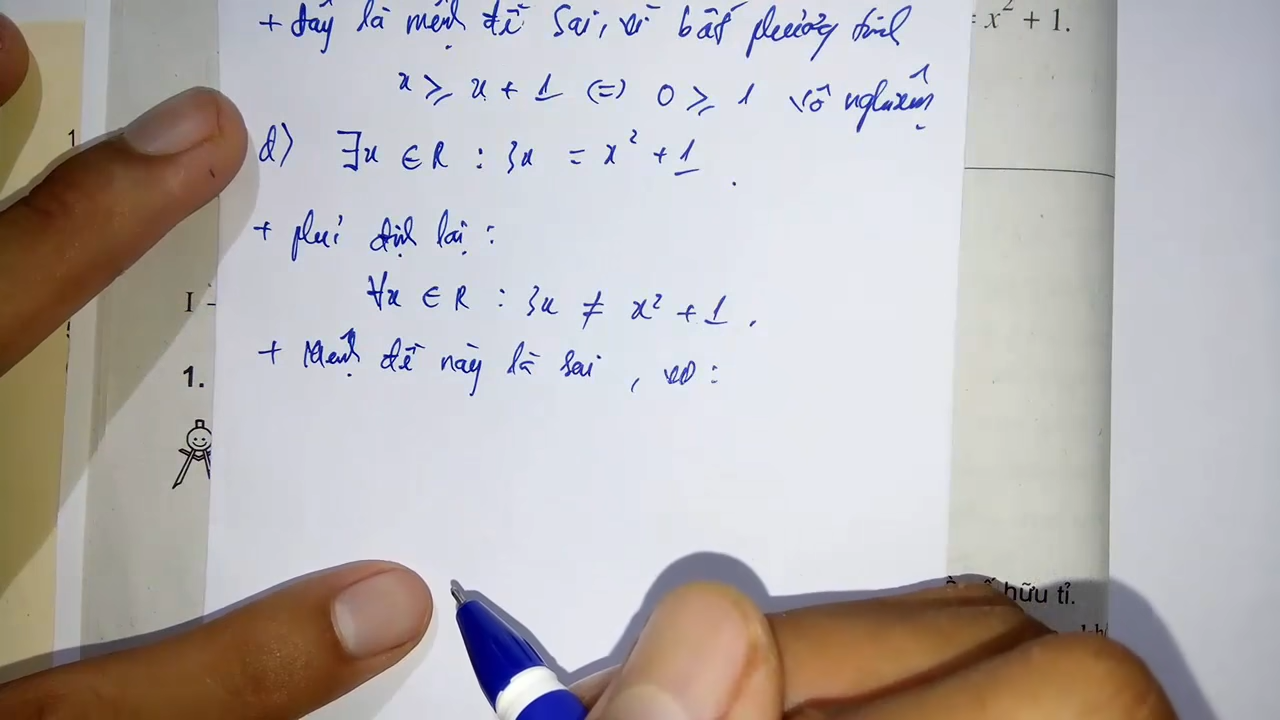 + đây là mệnh đề sai, vì bất phương trình
= x² + 1.
x ⩾ x + 1 (=) 0 ⩾ 1 vô nghiệm
d) ∃x ∈ R : 3x = x² + 1.
+ phủ định lại :
∀x ∈ R : 3x ≠ x² + 1.
I -
+ Mệnh đề này là sai, vì :
1.
hữu tỉ.